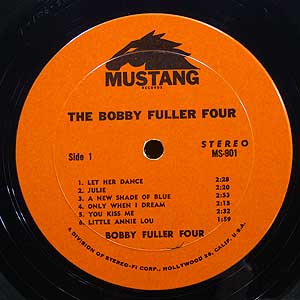 MUSTANG
RECORDS
THE BOBBY FULLER FOUR
STEREO
Side 1
MS-901
1. LET HER DANCE 2:28
2. JULIE 2:20
3. A NEW SHADE OF BLUE 2:53
4. ONLY WHEN I DREAM 2:15
5. YOU KISS ME 2:32
6. LITTLE ANNIE LOU 1:59
BOBBY FULLER FOUR
A DIVISION OF STEREO-FI CORP., HOLLYWOOD 28, CALIF. U.S.A.